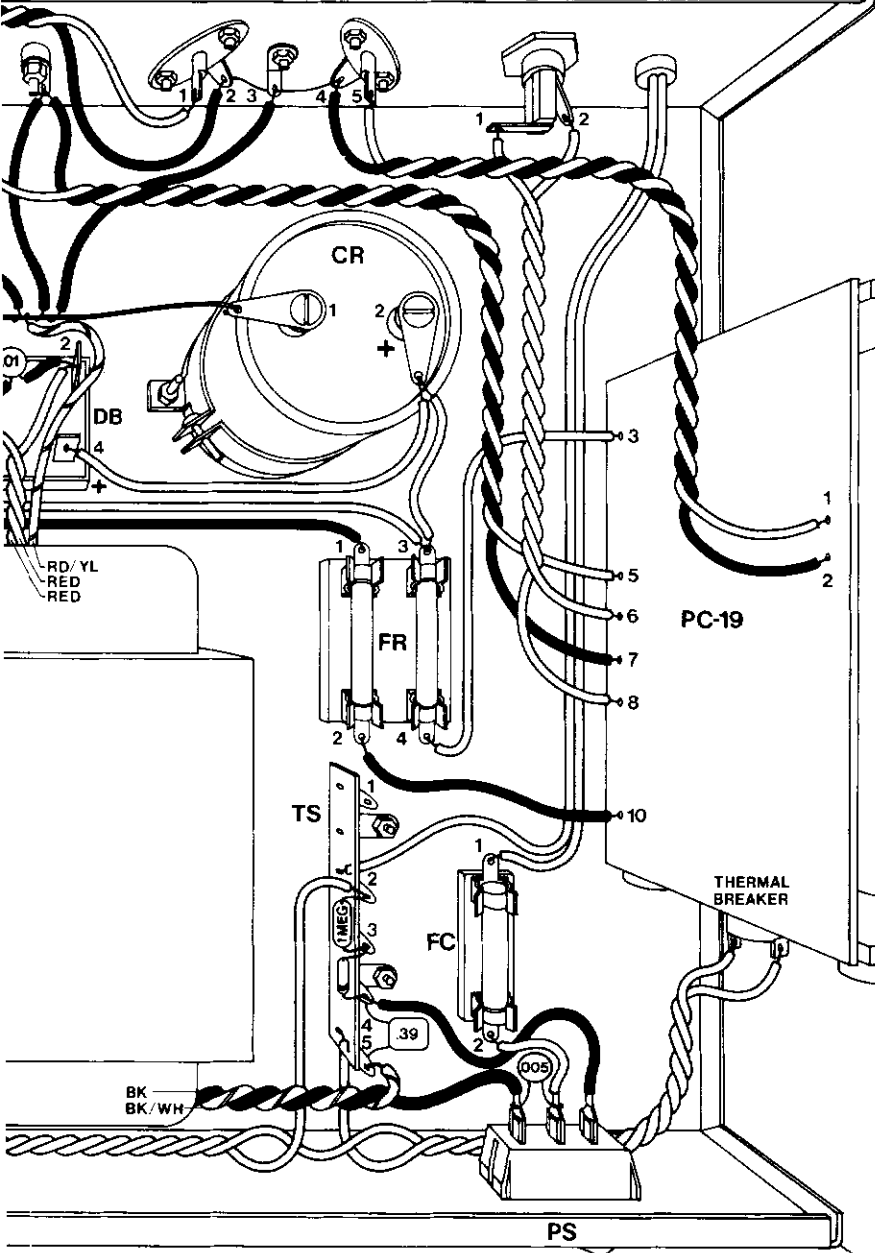 1 2 3 4 5
1 2
CR
1 2
+
01
2
DB
4
+
3
1
2
RD/YL
RED
RED
1 3
5
6
FR
PC-19
7
8
2 4
1
TS
10
1
2
THERMAL
BREAKER
1MEG
3
FC
4
5
.39
2
.005
BK
BK/WH
PS